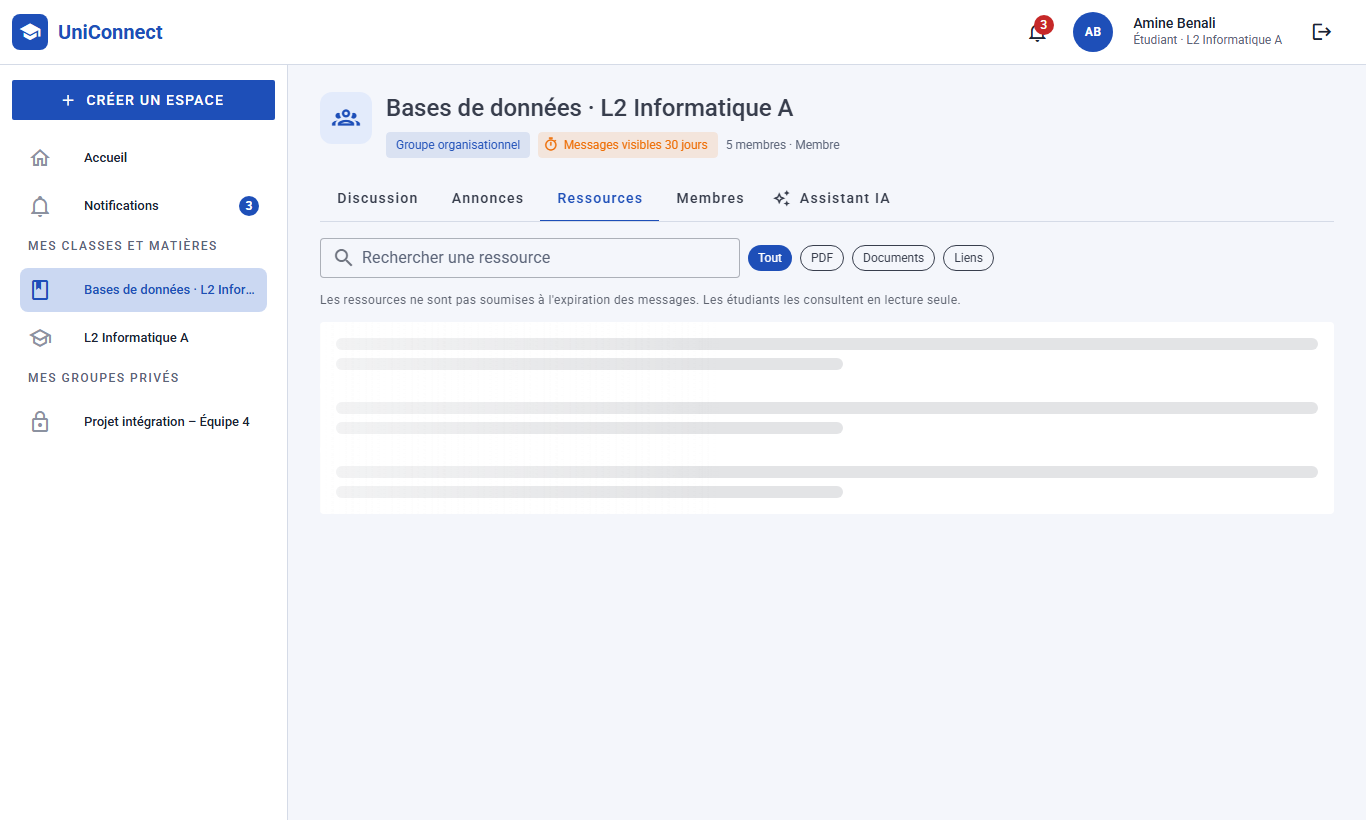 UniConnect
3
AB
Amine Benali
Étudiant · L2 Informatique A
+ CRÉER UN ESPACE
Accueil
Notifications
3
MES CLASSES ET MATIÈRES
Bases de données · L2 Infor...
L2 Informatique A
MES GROUPES PRIVÉS
Projet intégration – Équipe 4
Bases de données · L2 Informatique A
Groupe organisationnel
Messages visibles 30 jours
5 membres · Membre
Discussion
Annonces
Ressources
Membres
Assistant IA
Rechercher une ressource
Tout
PDF
Documents
Liens
Les ressources ne sont pas soumises à l'expiration des messages. Les étudiants les consultent en lecture seule.